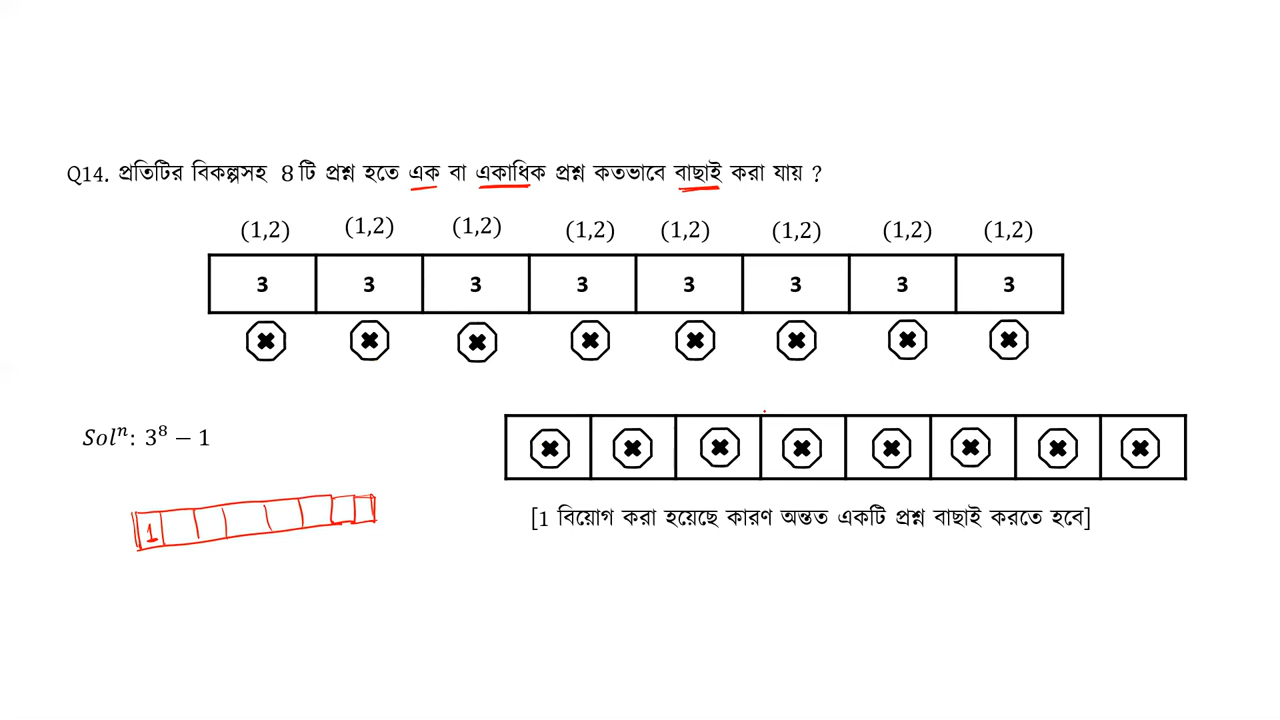 Q14. প্রতিটির বিকল্পসহ 8 টি প্রশ্ন হতে এক বা একাধিক প্রশ্ন কতভাবে বাছাই করা যায় ?
(1,2) (1,2) (1,2) (1,2) (1,2) (1,2) (1,2) (1,2)
3 3 3 3 3 3 3 3
Solⁿ: 3⁸ − 1
1
[1 বিয়োগ করা হয়েছে কারণ অন্তত একটি প্রশ্ন বাছাই করতে হবে]